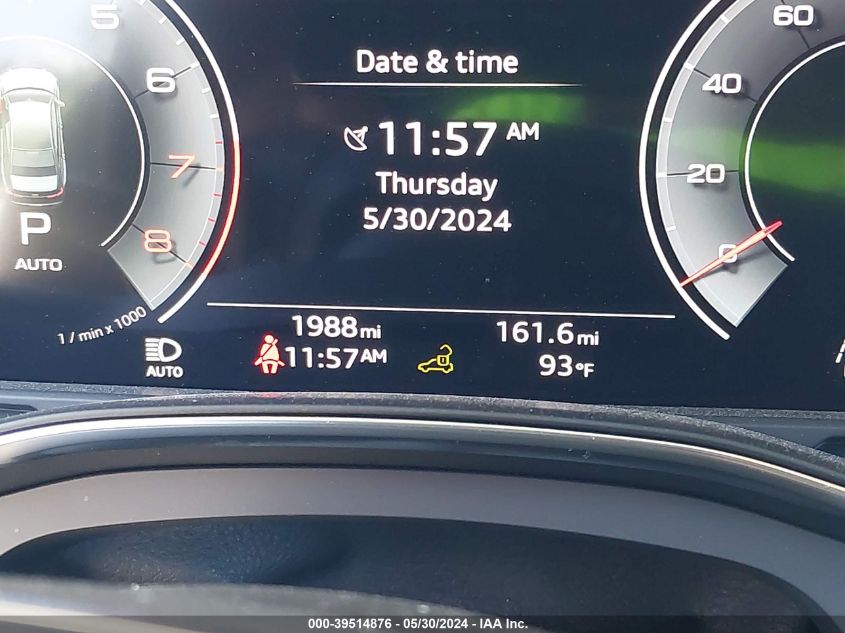 5
6
7
8
P
AUTO
1 / min x 1000
AUTO
Date & time
11:57 AM
Thursday
5/30/2024
60
40
20
0
1988 mi
161.6 mi
11:57 AM
93 °F
000-39514876 - 05/30/2024 - IAA Inc.